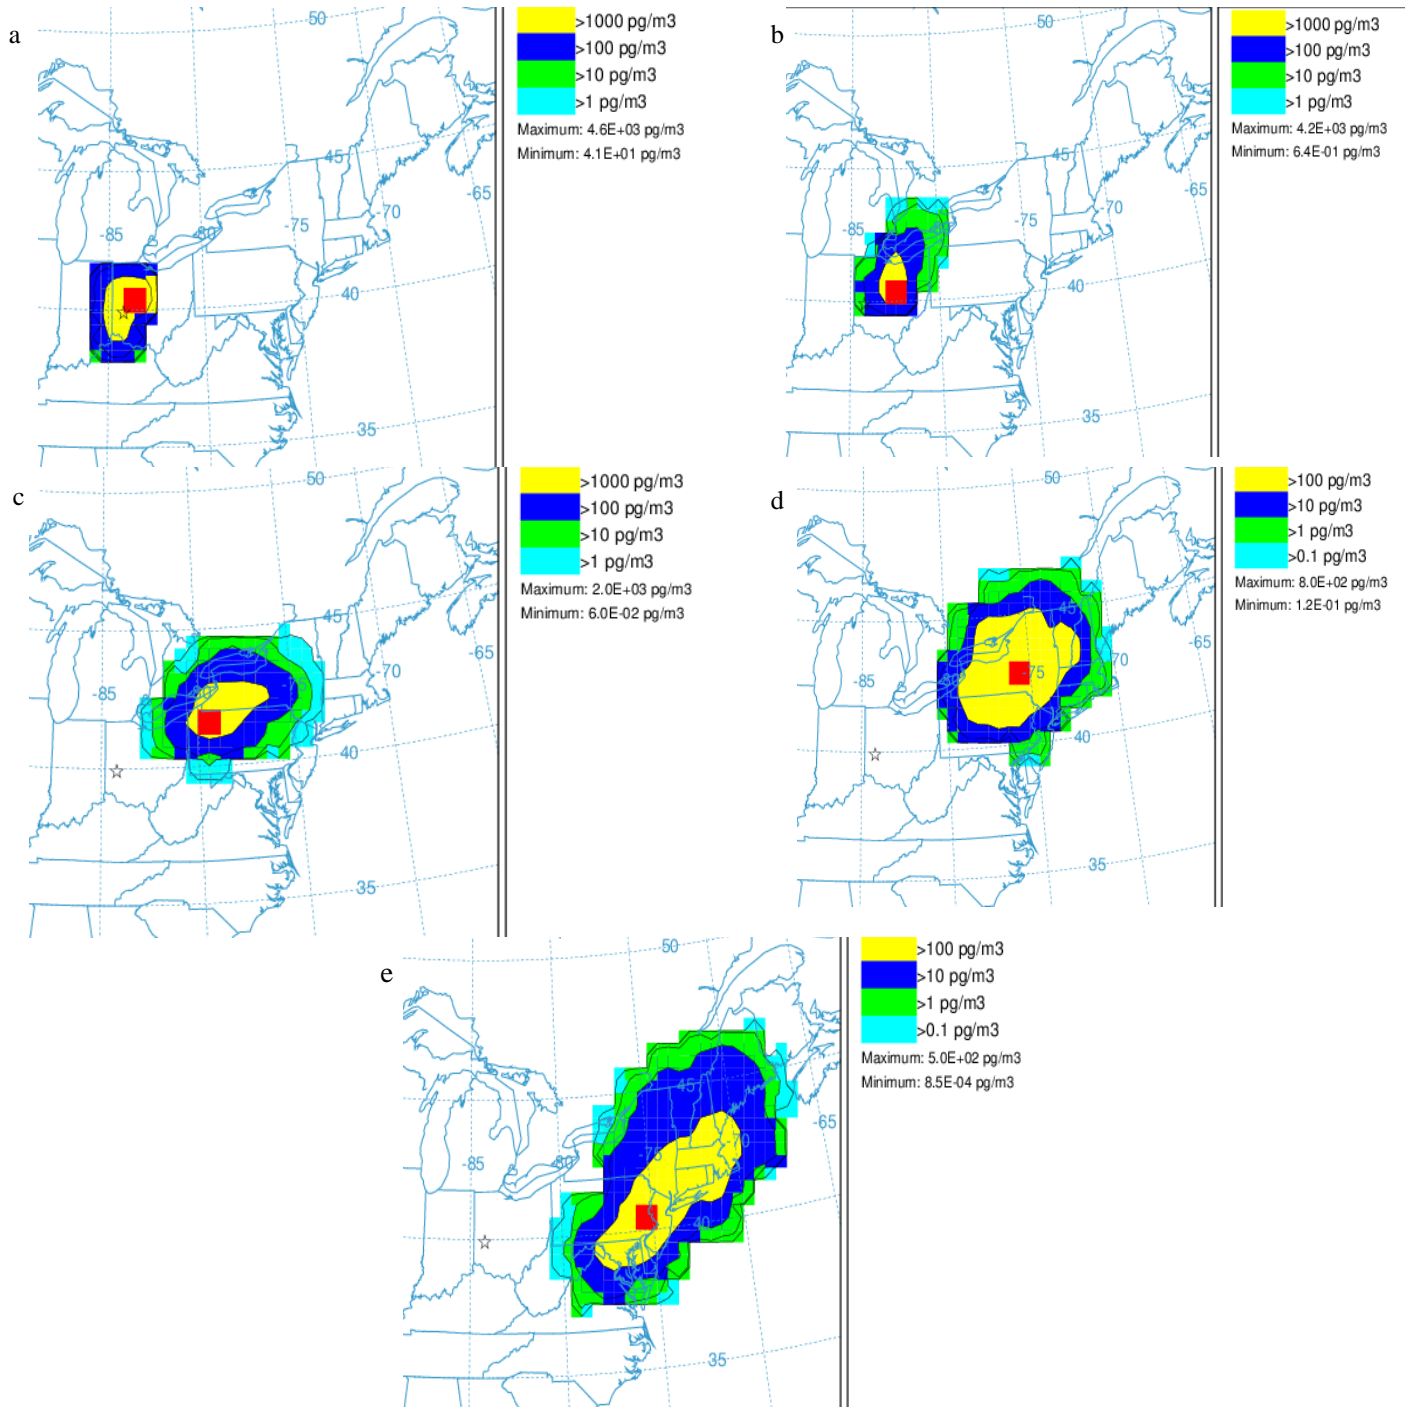 a
50
45
-65
-70
-75
-80
-85
40
35
>1000 pg/m3
>100 pg/m3
>10 pg/m3
>1 pg/m3
Maximum: 4.6E+03 pg/m3
Minimum: 4.1E+01 pg/m3
b
50
45
-65
-70
-75
-85
40
35
>1000 pg/m3
>100 pg/m3
>10 pg/m3
>1 pg/m3
Maximum: 4.2E+03 pg/m3
Minimum: 6.4E-01 pg/m3
c
50
45
-65
-70
-85
40
35
>1000 pg/m3
>100 pg/m3
>10 pg/m3
>1 pg/m3
Maximum: 2.0E+03 pg/m3
Minimum: 6.0E-02 pg/m3
d
50
45
-65
-70
-75
-85
40
35
>100 pg/m3
>10 pg/m3
>1 pg/m3
>0.1 pg/m3
Maximum: 8.0E+02 pg/m3
Minimum: 1.2E-01 pg/m3
e
50
45
-65
-70
-75
-80
-85
40
35
>100 pg/m3
>10 pg/m3
>1 pg/m3
>0.1 pg/m3
Maximum: 5.0E+02 pg/m3
Minimum: 8.5E-04 pg/m3